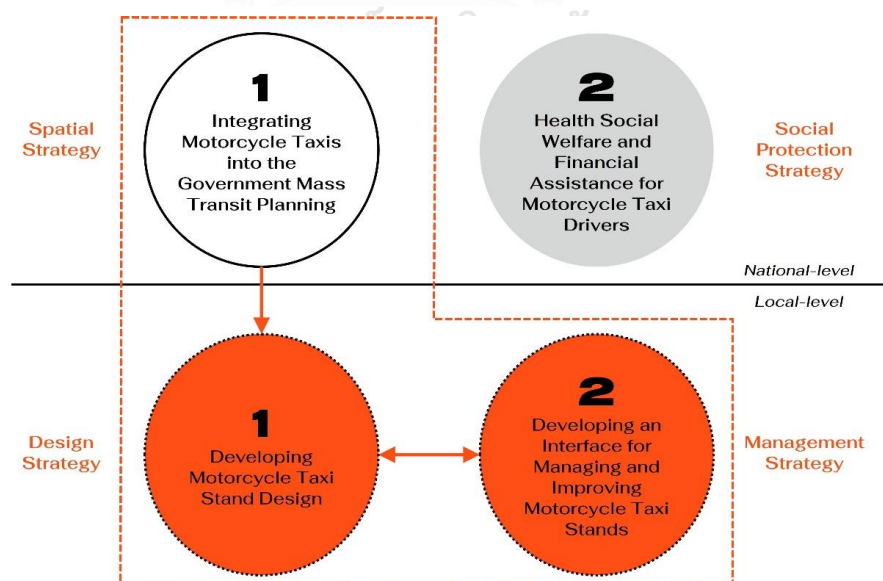 1
Integrating
Motorcycle Taxis
into the
Government Mass
Transit Planning
2
Health Social
Welfare and
Financial
Assistance for
Motorcycle Taxi
Drivers
Spatial
Strategy
Social
Protection
Strategy
National-level
Local-level
1
Developing
Motorcycle Taxi
Stand Design
2
Developing an
Interface for
Managing and
Improving
Motorcycle Taxi
Stands
Design
Strategy
Management
Strategy